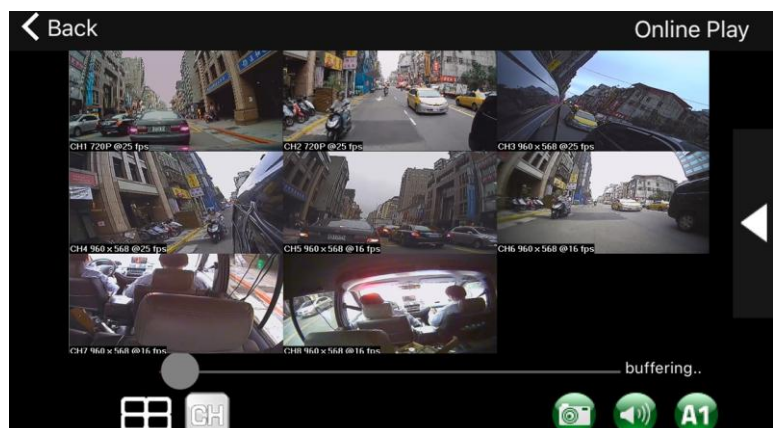 Back
Online Play
CH1 720P @25 fps
CH2 720P @25 fps
CH3 960 x 568 @25 fps
CH4 960 x 568 @25 fps
CH5 960 x 568 @16 fps
CH6 960 x 568 @16 fps
CH7 960 x 568 @16 fps
CH8 960 x 568 @16 fps
buffering..
CH
A1